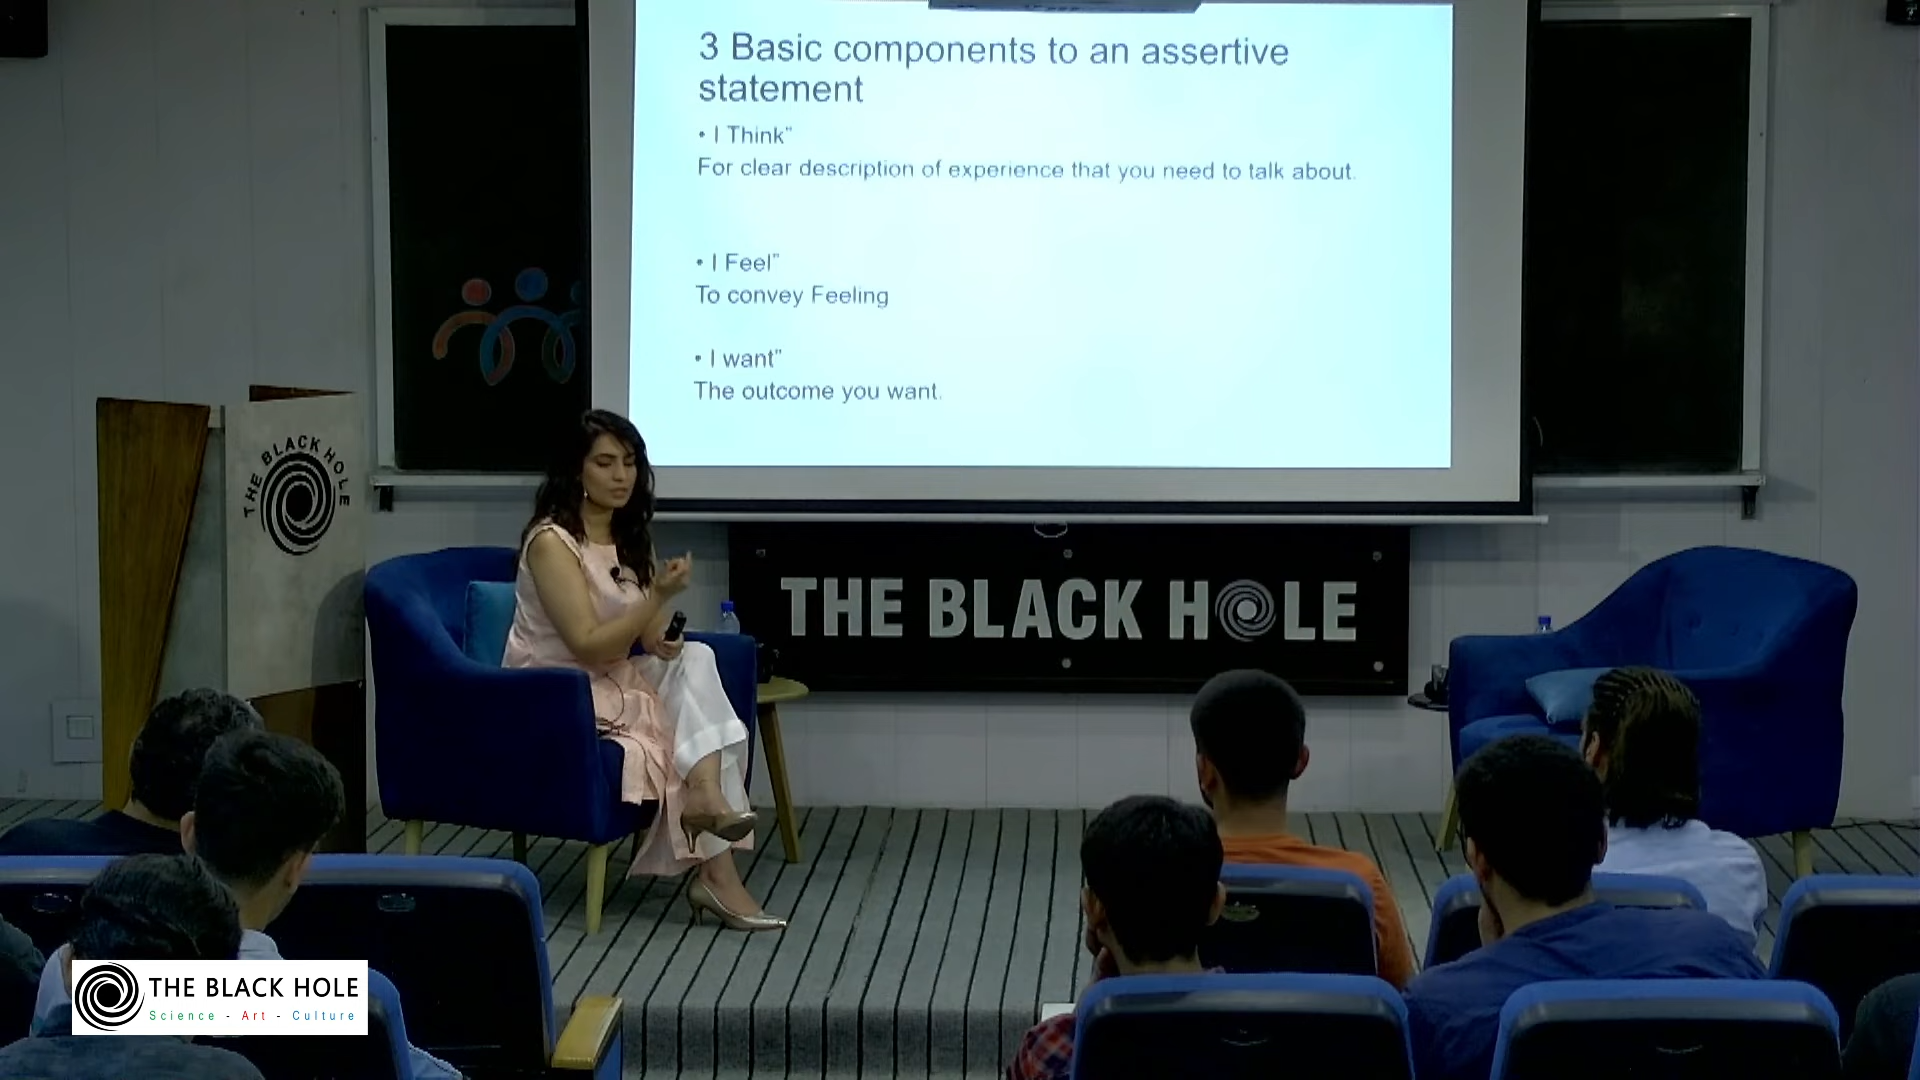 3 Basic components to an assertive
statement
• I Think"
For clear description of experience that you need to talk about.
• I Feel"
To convey Feeling
• I want"
The outcome you want.
THE BLACK HOLE
THE BLACK HOLE
THE BLACK HOLE
Science - Art - Culture